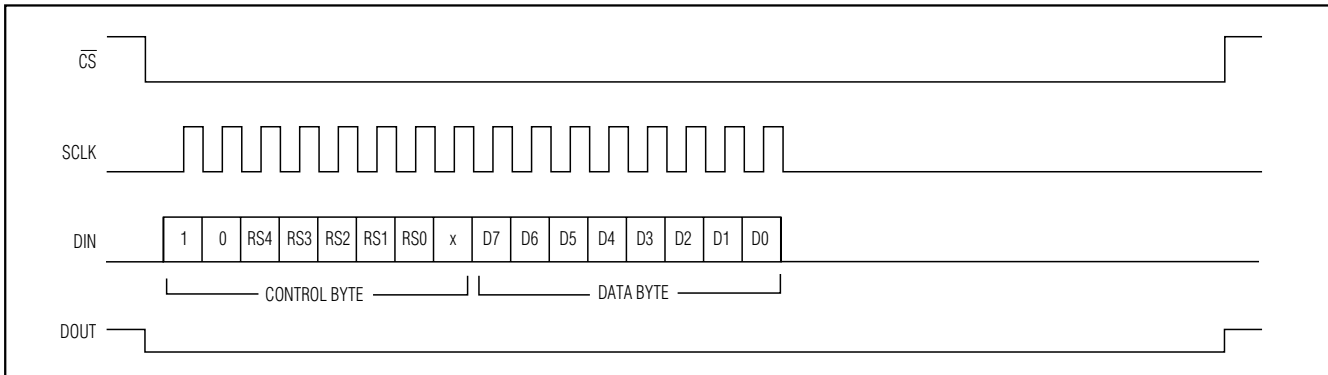 C̅S̅
SCLK
DIN 1 0 RS4 RS3 RS2 RS1 RS0 x D7 D6 D5 D4 D3 D2 D1 D0
CONTROL BYTE DATA BYTE
DOUT